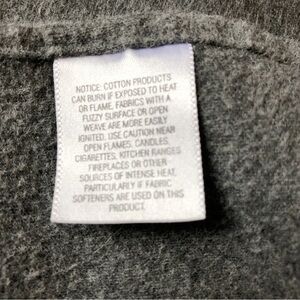 NOTICE: COTTON PRODUCTS
CAN BURN IF EXPOSED TO HEAT
OR FLAME. FABRICS WITH A
FUZZY SURFACE OR OPEN
WEAVE ARE MORE EASILY
IGNITED. USE CAUTION NEAR
OPEN FLAMES, CANDLES,
CIGARETTES, KITCHEN RANGES
FIREPLACES OR OTHER
SOURCES OF INTENSE HEAT,
PARTICULARLY IF FABRIC
SOFTENERS ARE USED ON THIS
PRODUCT.